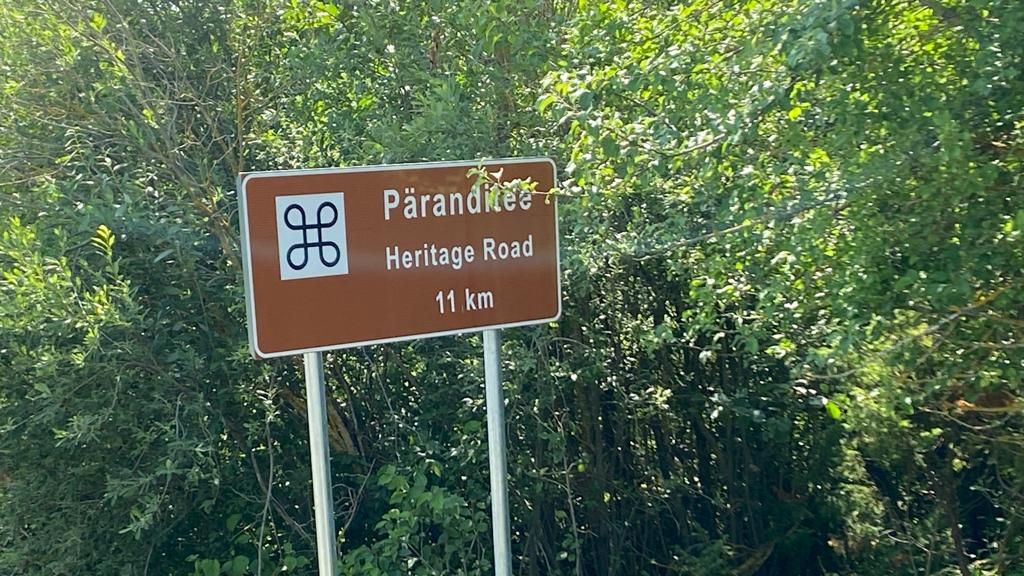 Päranditee
Heritage Road
11 km